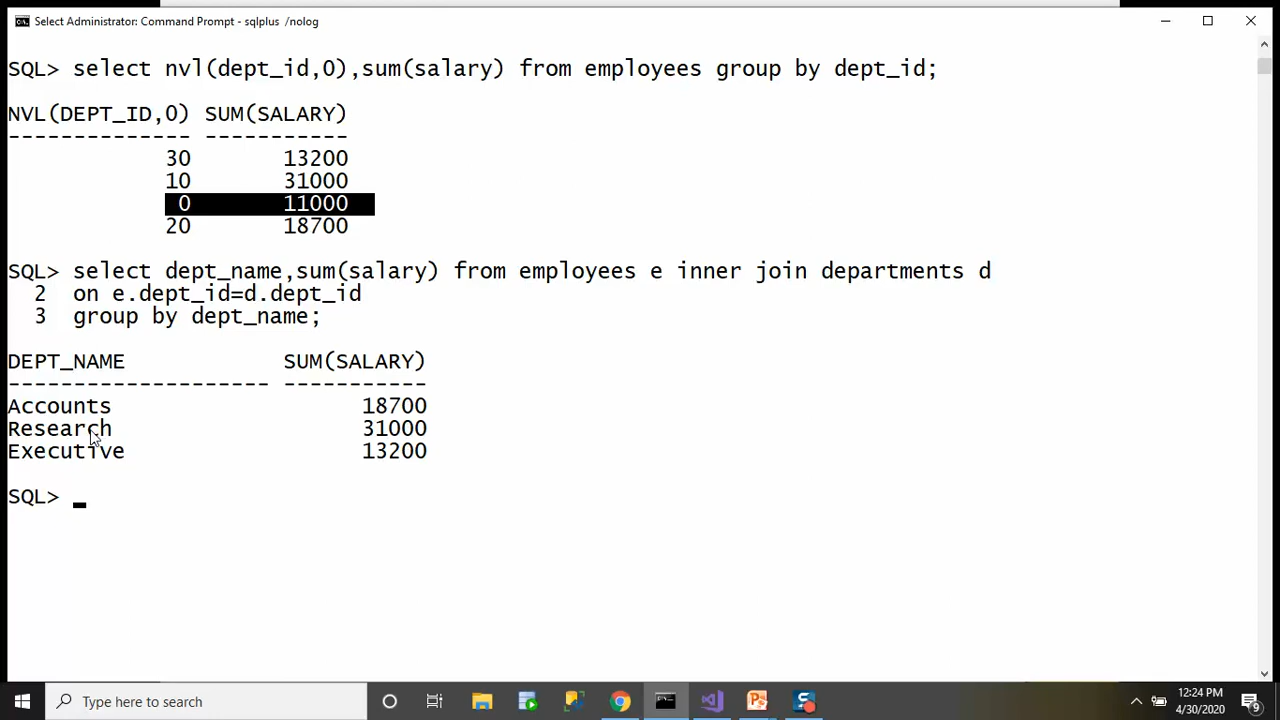 Select Administrator: Command Prompt - sqlplus /nolog
SQL> select nvl(dept_id,0),sum(salary) from employees group by dept_id;
NVL(DEPT_ID,0) SUM(SALARY)
-------------- -----------
30 13200
10 31000
0 11000
20 18700
SQL> select dept_name,sum(salary) from employees e inner join departments d
2 on e.dept_id=d.dept_id
3 group by dept_name;
DEPT_NAME SUM(SALARY)
-------------------- -----------
Accounts 18700
Research 31000
Executive 13200
SQL> _
Type here to search
12:24 PM
4/30/2020
9